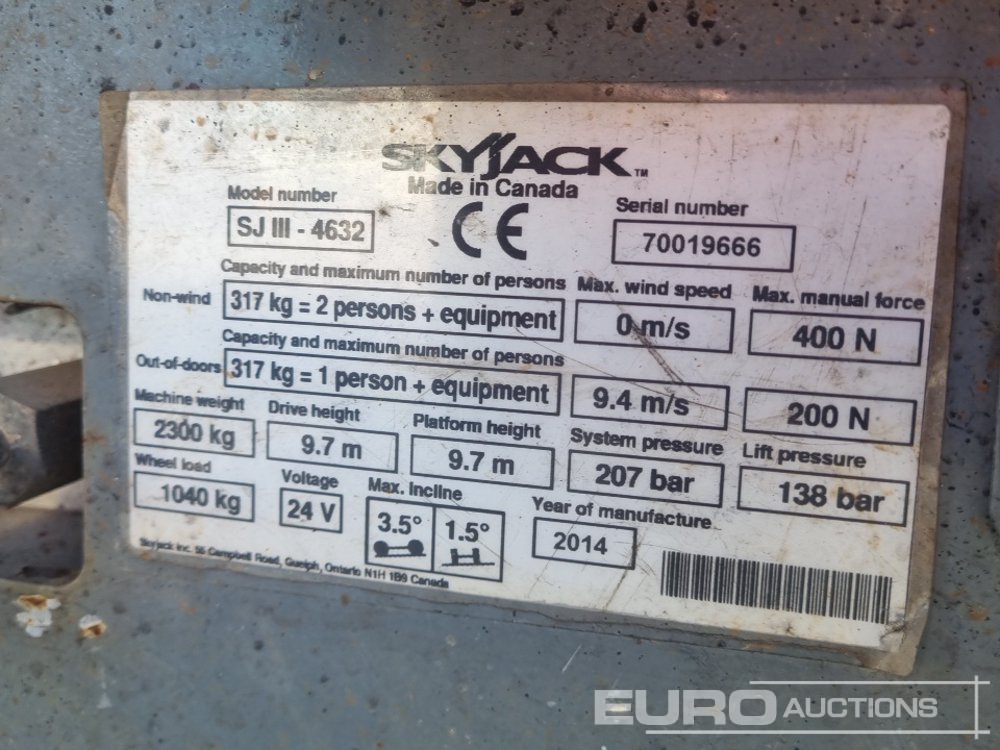 SKYJACK™
Made in Canada
Model number
SJ III - 4632
CE
Serial number
70019666
Capacity and maximum number of persons
Max. wind speed
Max. manual force
Non-wind
317 kg = 2 persons + equipment
0 m/s
400 N
Capacity and maximum number of persons
Out-of-doors
317 kg = 1 person + equipment
9.4 m/s
200 N
Machine weight
2300 kg
Drive height
9.7 m
Platform height
9.7 m
System pressure
207 bar
Lift pressure
138 bar
Wheel load
1040 kg
Voltage
24 V
Max. incline
3.5°
1.5°
Year of manufacture
2014
Skyjack Inc. 55 Campbell Road, Guelph, Ontario N1H 1B9 Canada
EURO AUCTIONS